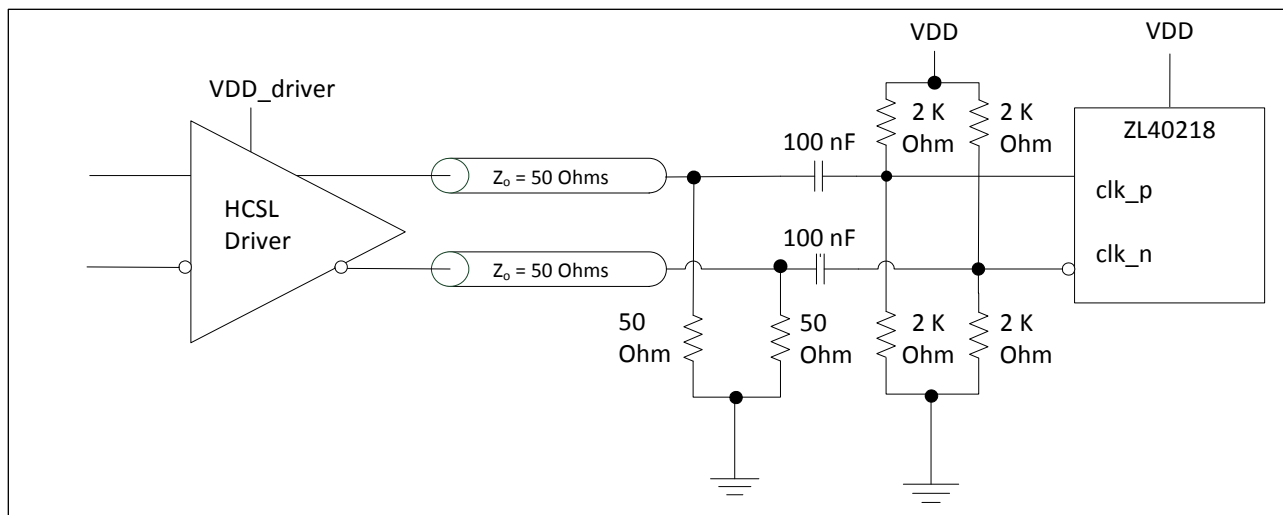 VDD
VDD
VDD_driver
2 K
Ohm
2 K
Ohm
ZL40218
100 nF
Zo = 50 Ohms
clk_p
HCSL
Driver
100 nF
clk_n
Zo = 50 Ohms
50
Ohm
50
Ohm
2 K
Ohm
2 K
Ohm